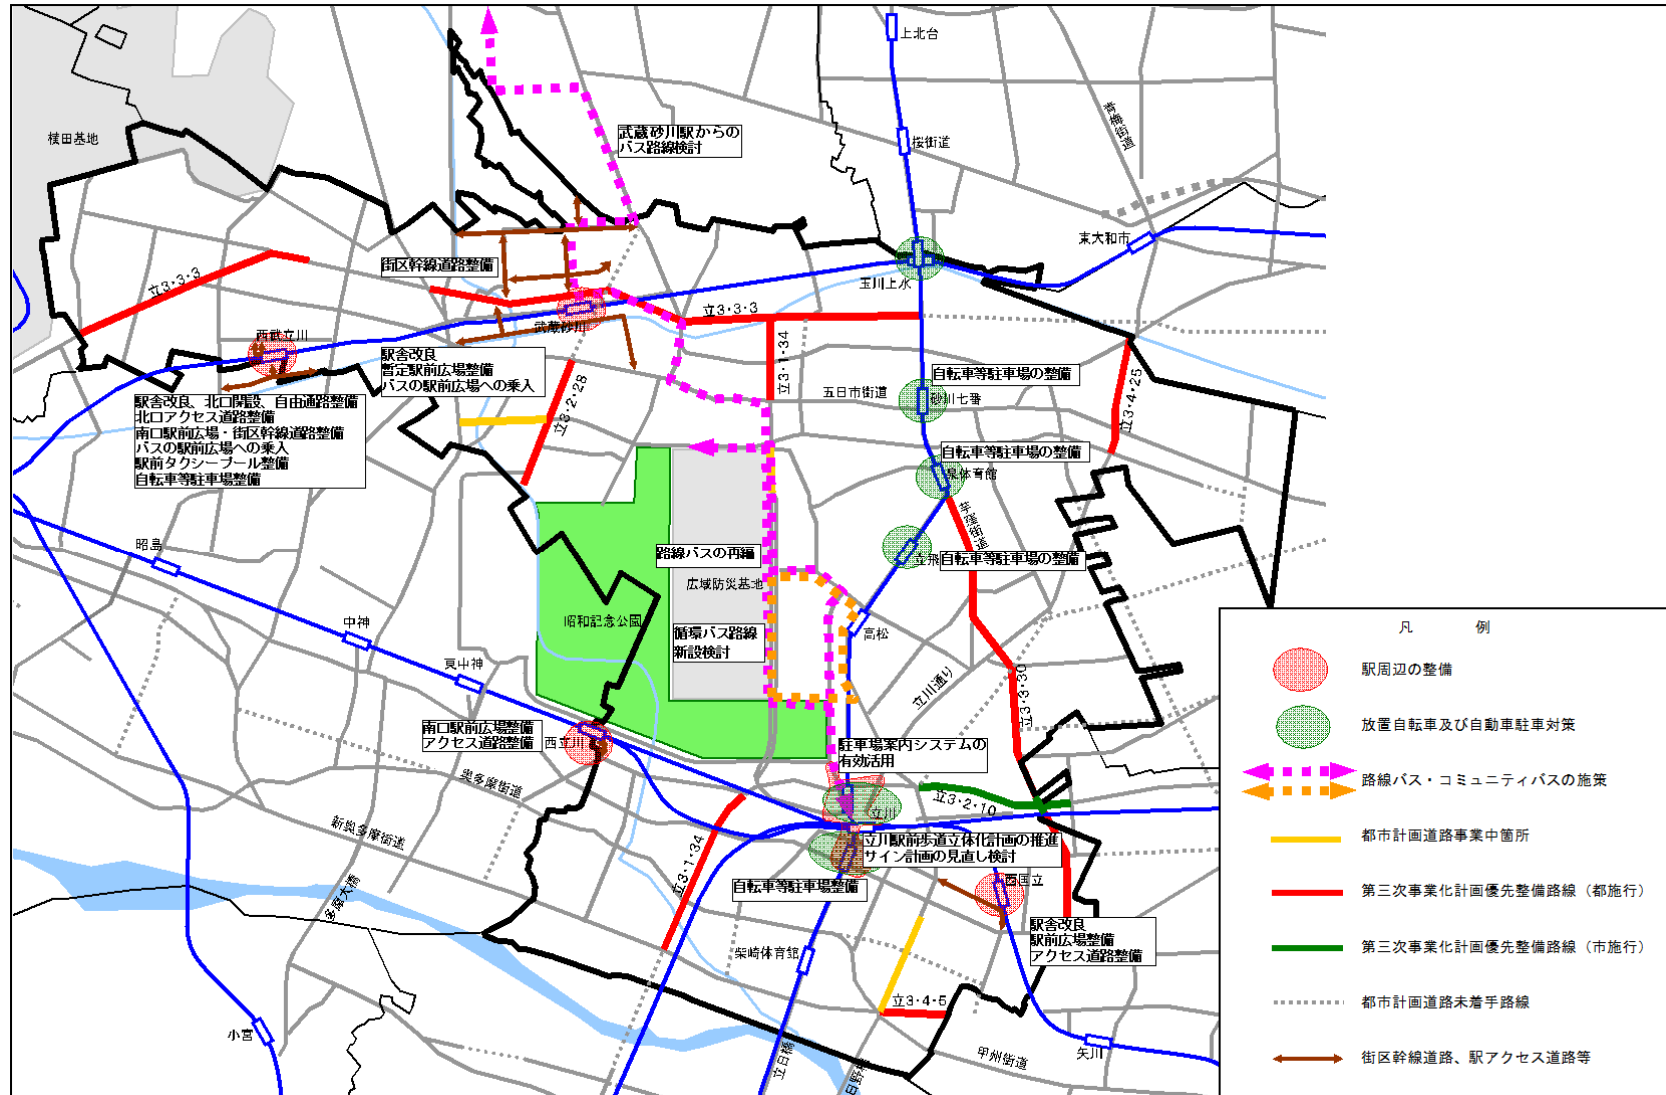 上北台
横田基地
武蔵砂川駅からの
バス路線検討
桜街道
青梅街道
東大和市
街区幹線道路整備
玉川上水
立3・3・3
立3・3・3
武蔵砂川
西武立川
駅舎改良
暫定駅前広場整備
バスの駅前広場への乗入
立3・1・34
自転車等駐車場の整備
五日市街道
砂川七番
立3・4・25
駅舎改良、北口開設、自由通路整備
北口アクセス道路整備
南口駅前広場・街区幹線道路整備
バスの駅前広場への乗入
駅前タクシープール整備
自転車等駐車場整備
立3・2・28
自転車等駐車場の整備
泉体育館
芋窪街道
昭島
路線バスの再編
立飛
自転車等駐車場の整備
広域防災基地
昭和記念公園
中神
循環バス路線
新設検討
高松
東中神
立川通り
立3・3・30
南口駅前広場整備
アクセス道路整備
西立川
駐車場案内システムの
有効活用
奥多摩街道
立3・2・10
立川
新奥多摩街道
立川駅前歩道立体化計画の推進
サイン計画の見直し検討
立3・1・34
自転車等駐車場整備
西国立
多摩大橋
駅舎改良
駅前広場整備
アクセス道路整備
柴崎体育館
立3・4・5
小宮
立日橋
日野橋
甲州街道
矢川
凡 例
駅周辺の整備
放置自転車及び自動車駐車対策
路線バス・コミュニティバスの施策
都市計画道路事業中箇所
第三次事業化計画優先整備路線（都施行）
第三次事業化計画優先整備路線（市施行）
都市計画道路未着手路線
街区幹線道路、駅アクセス道路等